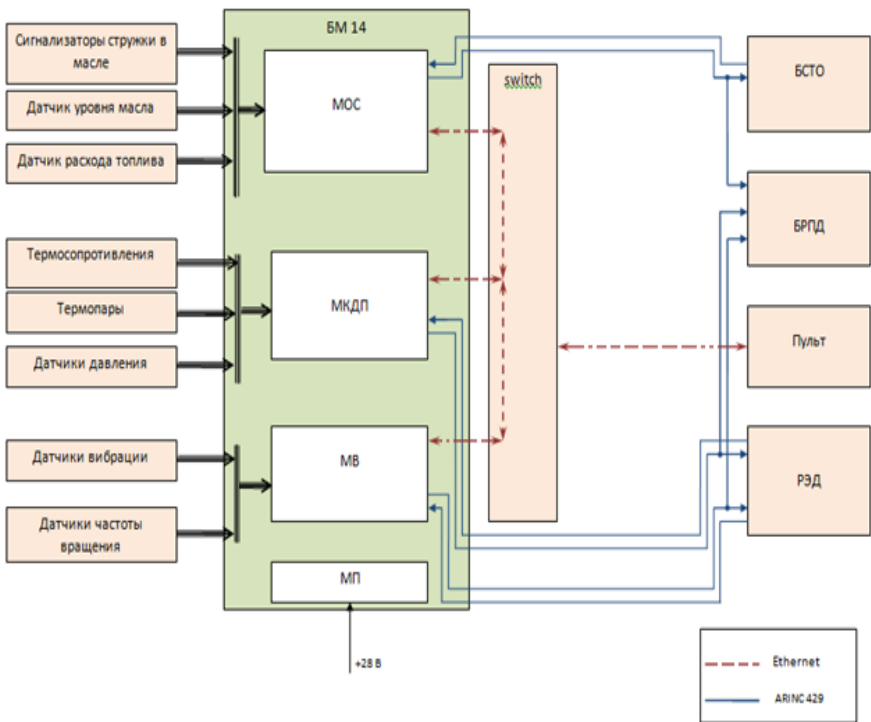 БМ 14
Сигнализаторы стружки в
масле
Датчик уровня масла
Датчик расхода топлива
МОС
switch
БСТО
БРПД
Термосопротивления
Термопары
Датчики давления
МКДП
Пульт
Датчики вибрации
Датчики частоты
вращения
МВ
РЭД
МП
+28 В
Ethernet
ARINC 429